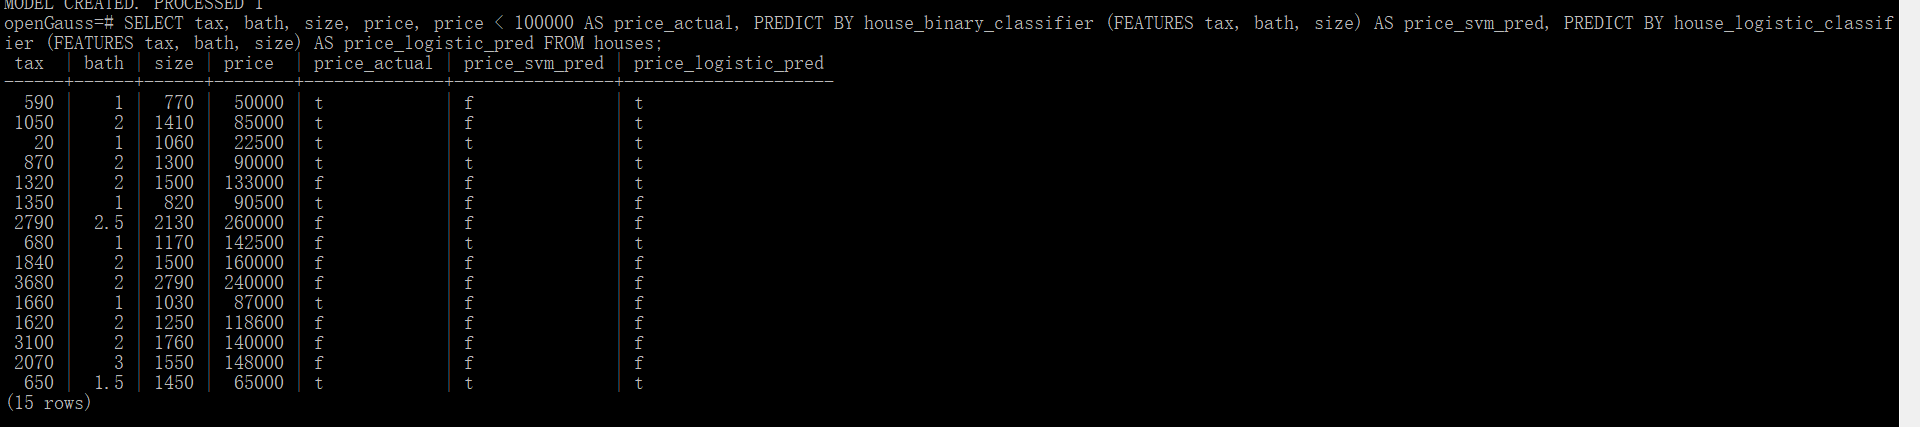 MODEL CREATED. PROCESSED 1
openGauss=# SELECT tax, bath, size, price, price < 100000 AS price_actual, PREDICT BY house_binary_classifier (FEATURES tax, bath, size) AS price_svm_pred, PREDICT BY house_logistic_classif
ier (FEATURES tax, bath, size) AS price_logistic_pred FROM houses;
 tax  | bath | size | price  | price_actual | price_svm_pred | price_logistic_pred
------+------+------+--------+--------------+----------------+---------------------
  590 |    1 |  770 |  50000 | t            | f              | t
 1050 |    2 | 1410 |  85000 | t            | f              | t
   20 |    1 | 1060 |  22500 | t            | t              | t
  870 |    2 | 1300 |  90000 | t            | t              | t
 1320 |    2 | 1500 | 133000 | f            | f              | t
 1350 |    1 |  820 |  90500 | t            | f              | f
 2790 |  2.5 | 2130 | 260000 | f            | f              | f
  680 |    1 | 1170 | 142500 | f            | t              | t
 1840 |    2 | 1500 | 160000 | f            | f              | f
 3680 |    2 | 2790 | 240000 | f            | f              | f
 1660 |    1 | 1030 |  87000 | t            | f              | f
 1620 |    2 | 1250 | 118600 | f            | f              | f
 3100 |    2 | 1760 | 140000 | f            | f              | f
 2070 |    3 | 1550 | 148000 | f            | f              | f
  650 |  1.5 | 1450 |  65000 | t            | t              | t
(15 rows)